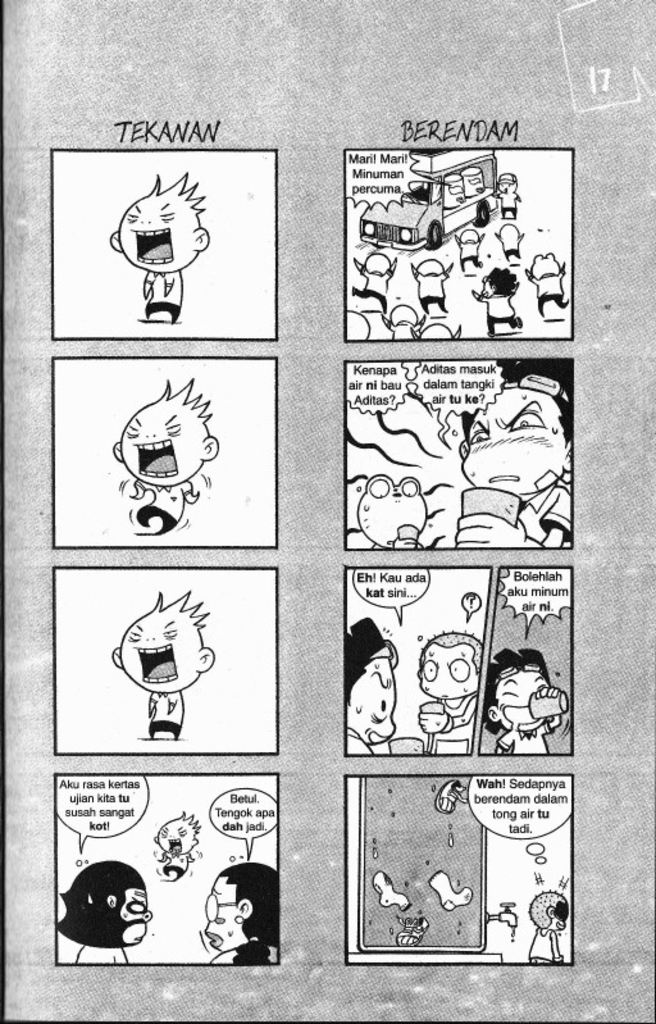 17
TEKANAN
Aku rasa kertas
ujian kita tu
susah sangat
kot!
Betul.
Tengok apa
dah jadi.
BERENDAM
Mari! Mari!
Minuman
percuma.
Kenapa
air ni bau
Aditas?
Aditas masuk
dalam tangki
air tu ke?
Eh! Kau ada
kat sini...
?
Bolehlah
aku minum
air ni.
Wah! Sedapnya
berendam dalam
tong air tu
tadi.